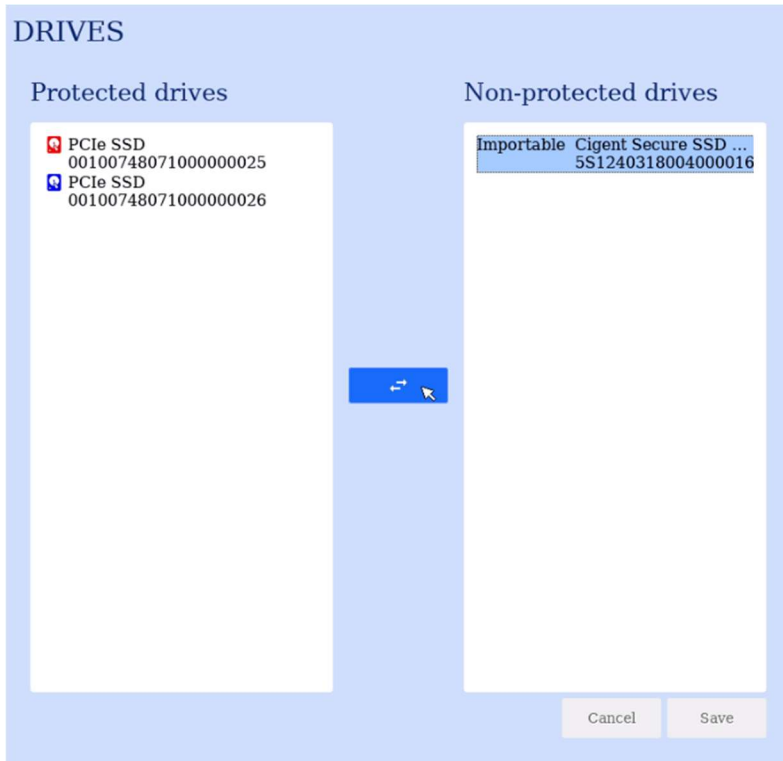 DRIVES
Protected drives
PCIe SSD
00100748071000000025
PCIe SSD
00100748071000000026
Non-protected drives
Importable Cigent Secure SSD ...
5S1240318004000016
Cancel
Save